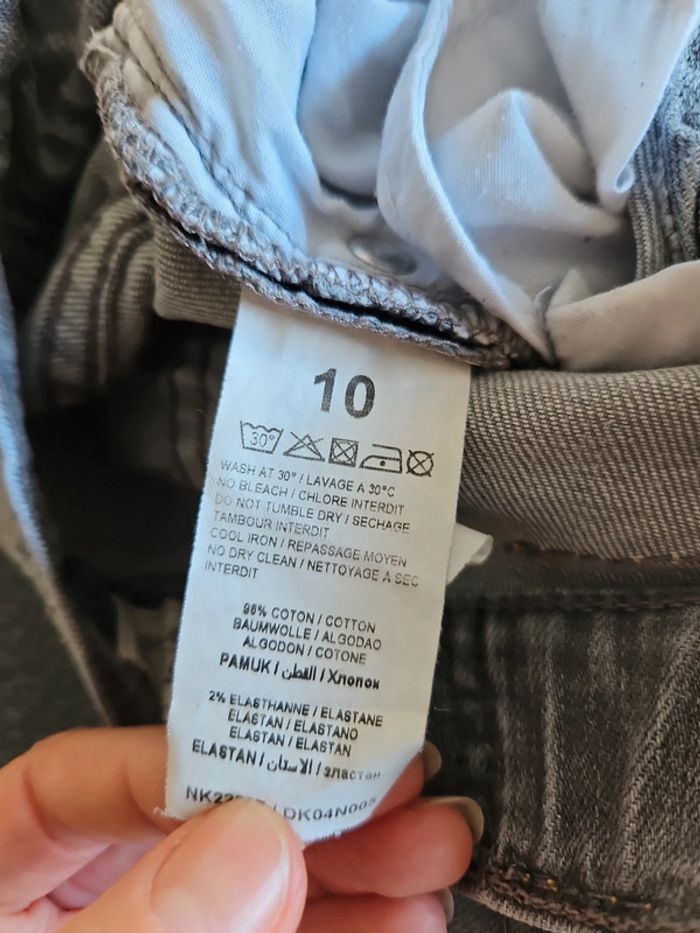 10
30°
WASH AT 30° / LAVAGE A 30°C
NO BLEACH / CHLORE INTERDIT
DO NOT TUMBLE DRY / SECHAGE
TAMBOUR INTERDIT
COOL IRON / REPASSAGE MOYEN
NO DRY CLEAN / NETTOYAGE A SEC
INTERDIT
98% COTON / COTTON
BAUMWOLLE / ALGODAO
ALGODON / COTONE
PAMUK / القطن / Хлопок
2% ELASTHANNE / ELASTANE
ELASTAN / ELASTANO
ELASTAN / ELASTAN
ELASTAN / الاستان / эластан
DK04N005